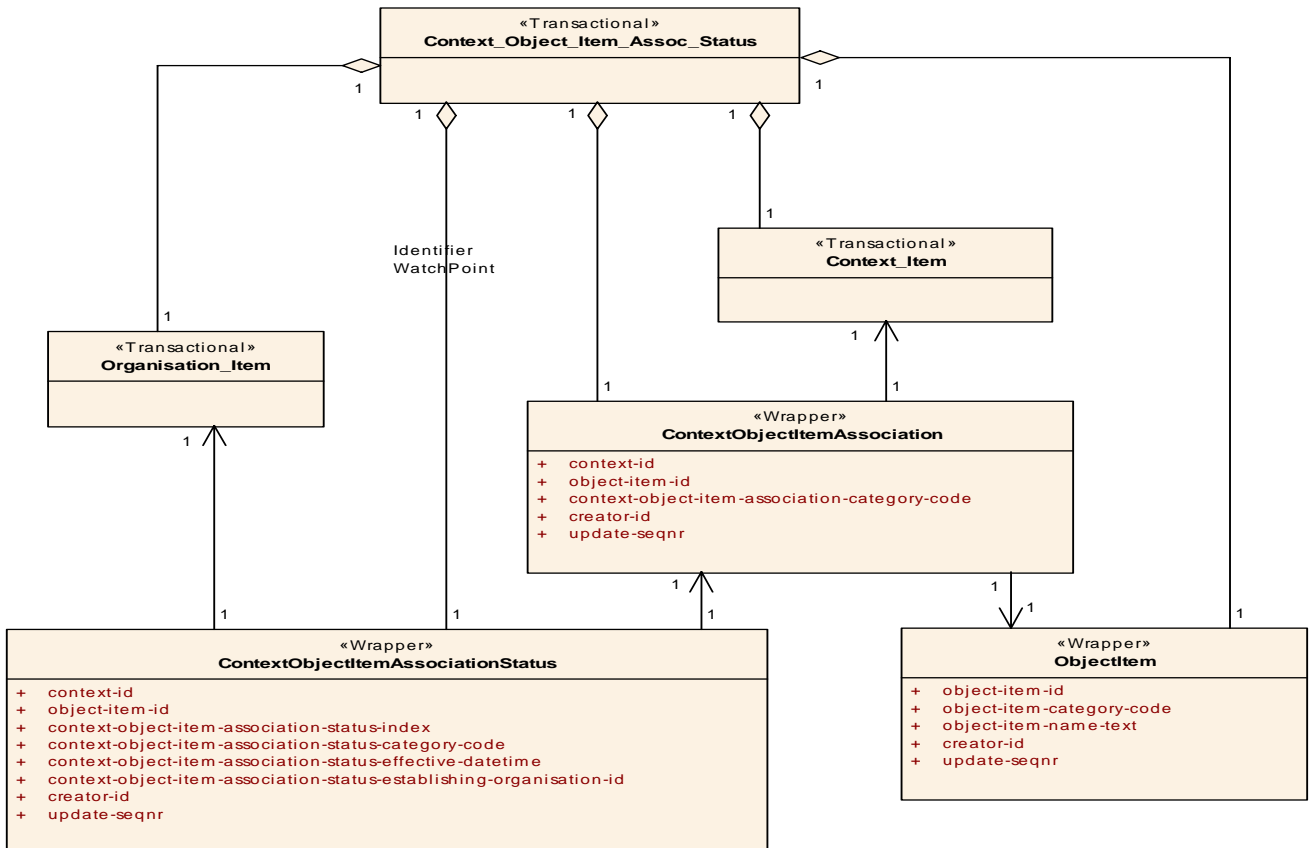 «Transactional»
Context_Object_Item_Assoc_Status
1
1
1
1
1
Identifier
WatchPoint
1
«Transactional»
Context_Item
1
«Transactional»
Organisation_Item
1
1
1
1
«Wrapper»
ContextObjectItemAssociation
+ context-id
+ object-item-id
+ context-object-item-association-category-code
+ creator-id
+ update-seqnr
1
1
1
1
1
1
1
1
«Wrapper»
ContextObjectItemAssociationStatus
+ context-id
+ object-item-id
+ context-object-item-association-status-index
+ context-object-item-association-status-category-code
+ context-object-item-association-status-effective-datetime
+ context-object-item-association-status-establishing-organisation-id
+ creator-id
+ update-seqnr
«Wrapper»
ObjectItem
+ object-item-id
+ object-item-category-code
+ object-item-name-text
+ creator-id
+ update-seqnr